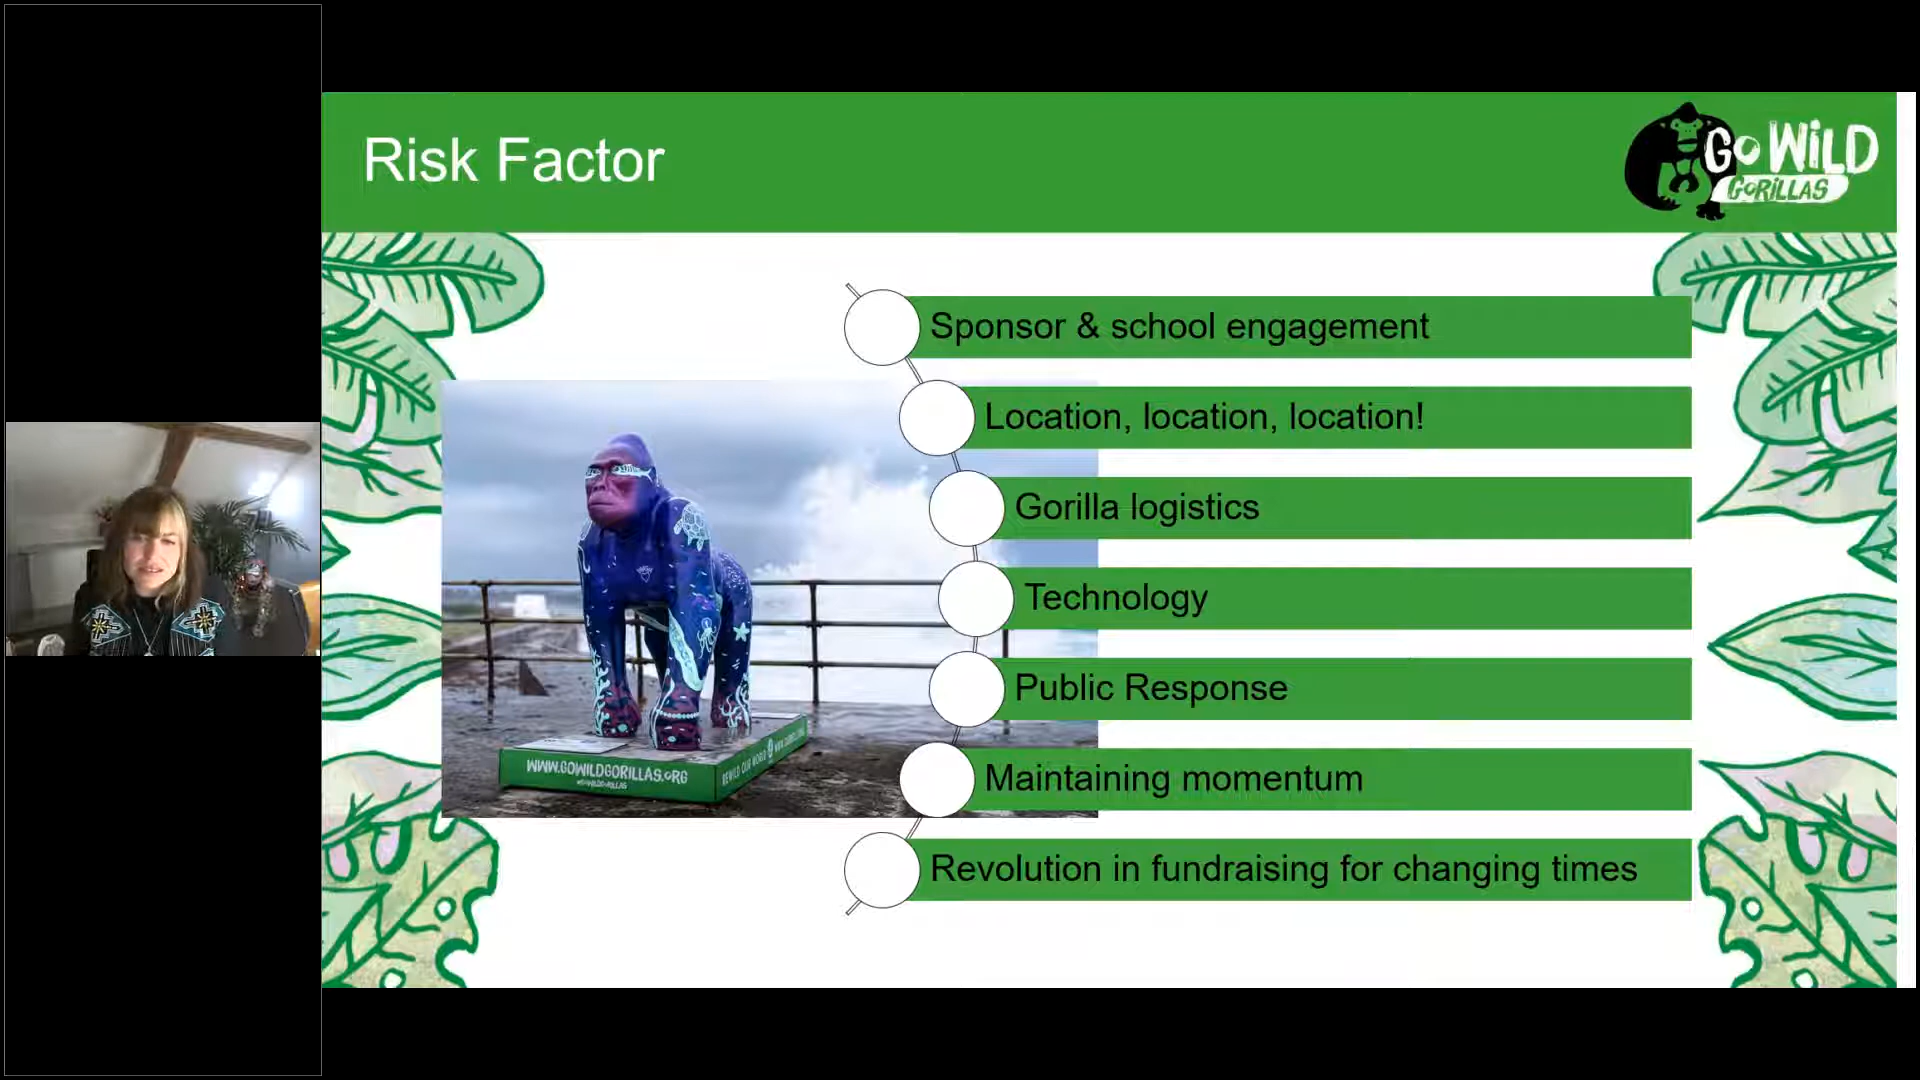 Risk Factor
GO WiLD
GORiLLAS
Sponsor & school engagement
Location, location, location!
Gorilla logistics
Technology
Public Response
Maintaining momentum
Revolution in fundraising for changing times
WWW.GOWILDGORILLAS.ORG